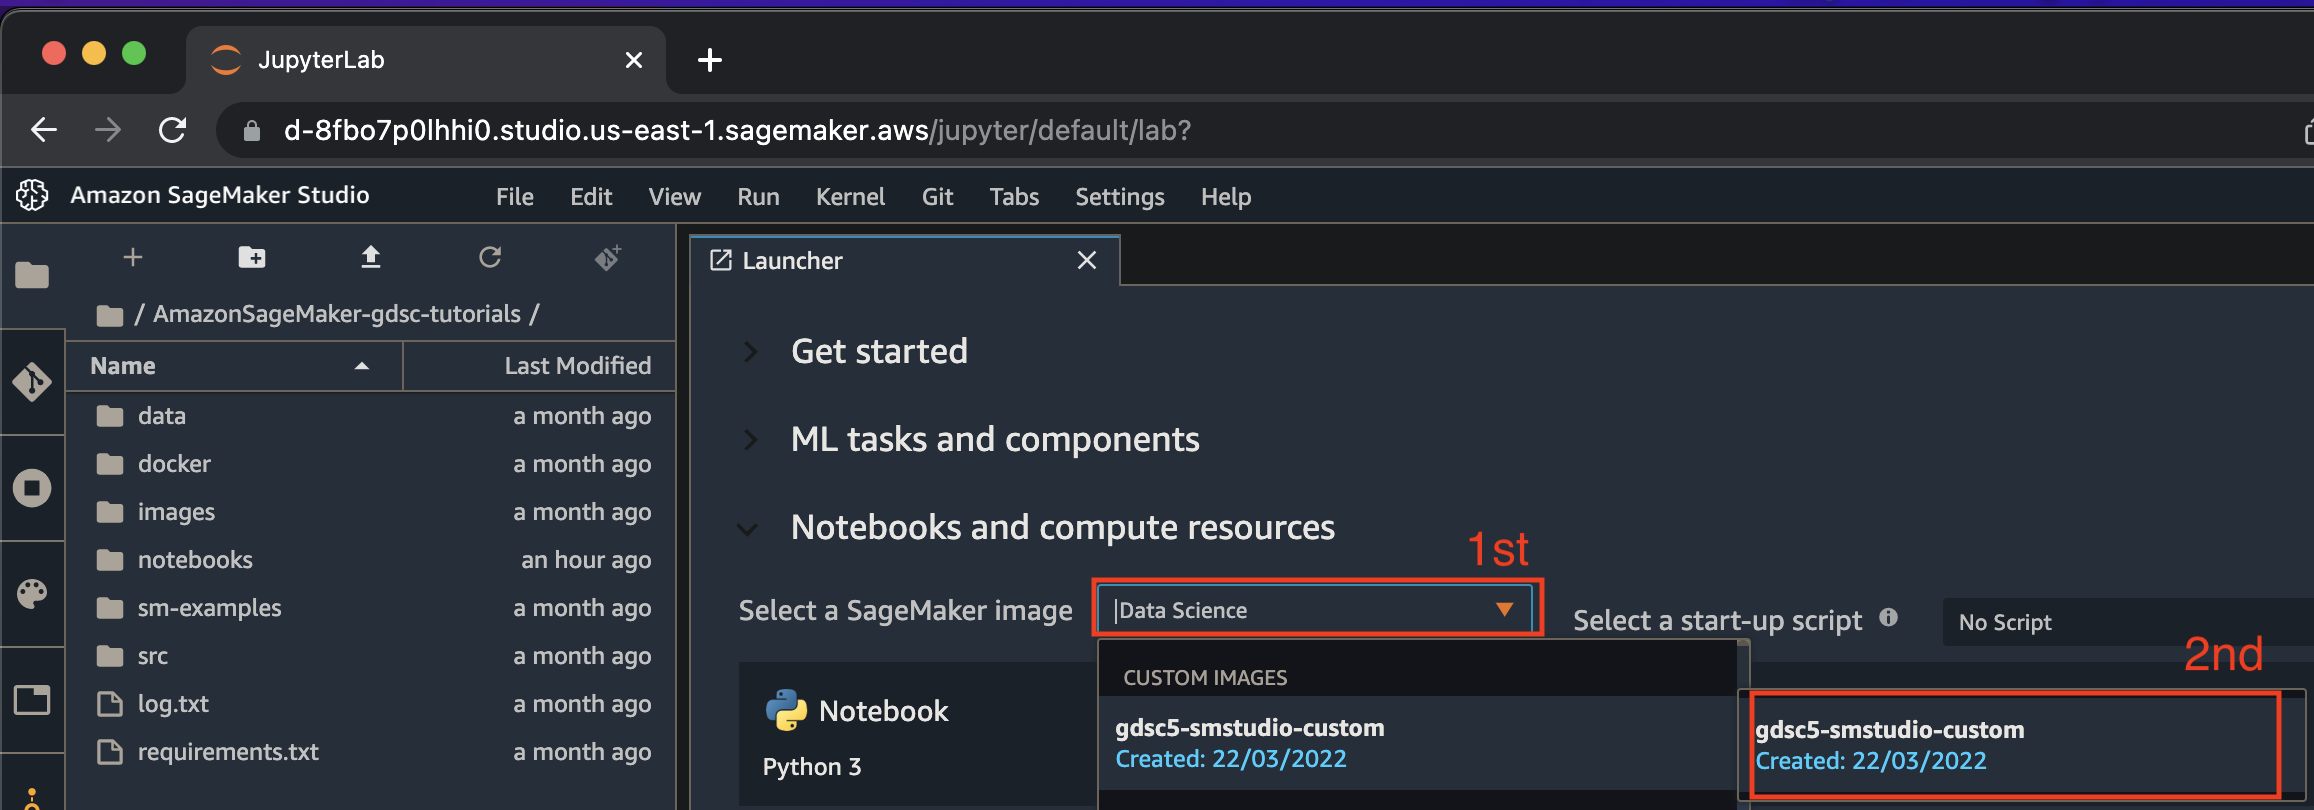 JupyterLab
d-8fbo7p0lhhi0.studio.us-east-1.sagemaker.aws/jupyter/default/lab?
Amazon SageMaker Studio File Edit View Run Kernel Git Tabs Settings Help
/ AmazonSageMaker-gdsc-tutorials /
Name Last Modified
data a month ago
docker a month ago
images a month ago
notebooks an hour ago
sm-examples a month ago
src a month ago
log.txt a month ago
requirements.txt a month ago
Launcher
Get started
ML tasks and components
Notebooks and compute resources
1st
Select a SageMaker image Data Science Select a start-up script No Script
2nd
CUSTOM IMAGES
gdsc5-smstudio-custom
Created: 22/03/2022
gdsc5-smstudio-custom
Created: 22/03/2022
Notebook
Python 3